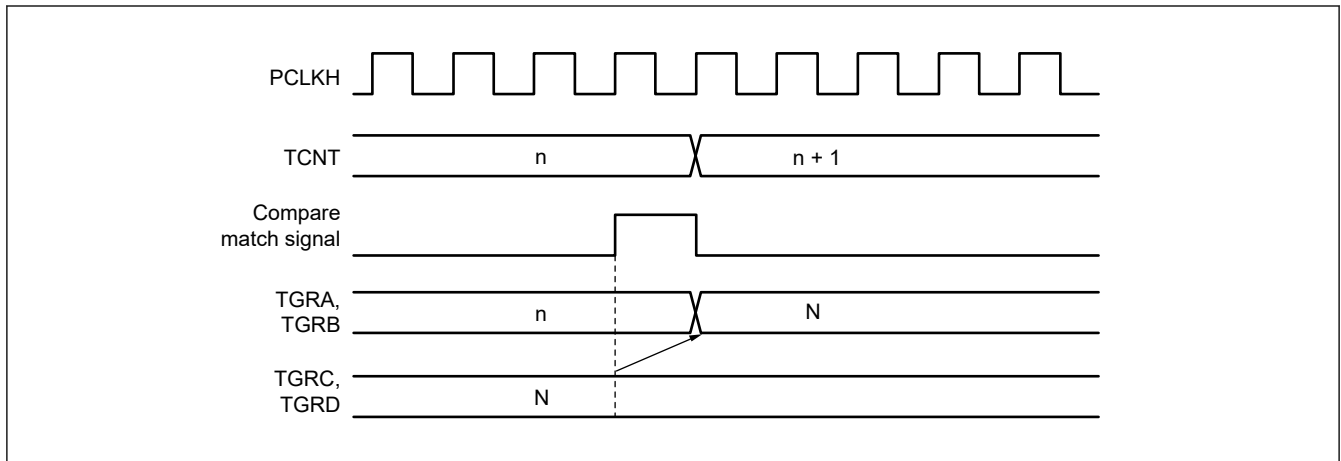 PCLKH
TCNT
n
n + 1
Compare
match signal
TGRA,
TGRB
n
N
TGRC,
TGRD
N